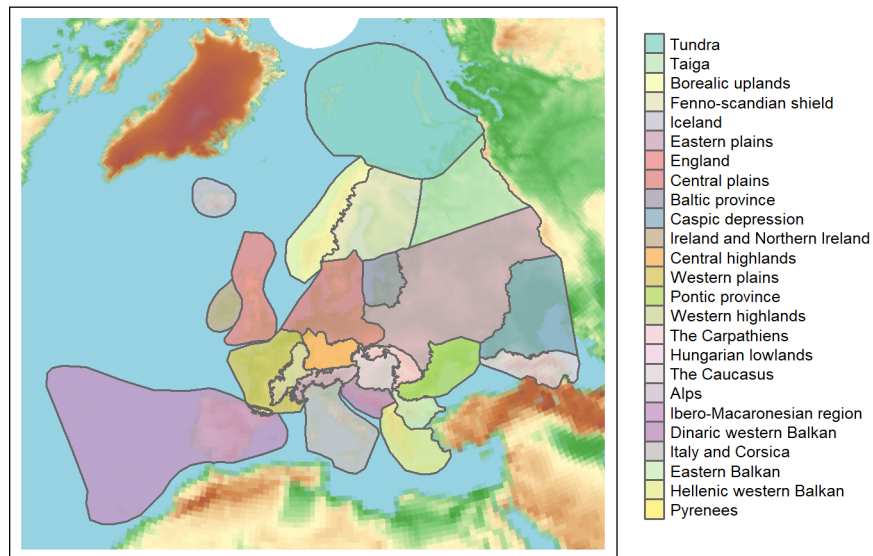 Tundra
Taiga
Borealic uplands
Fenno-scandian shield
Iceland
Eastern plains
England
Central plains
Baltic province
Caspic depression
Ireland and Northern Ireland
Central highlands
Western plains
Pontic province
Western highlands
The Carpathiens
Hungarian lowlands
The Caucasus
Alps
Ibero-Macaronesian region
Dinaric western Balkan
Italy and Corsica
Eastern Balkan
Hellenic western Balkan
Pyrenees